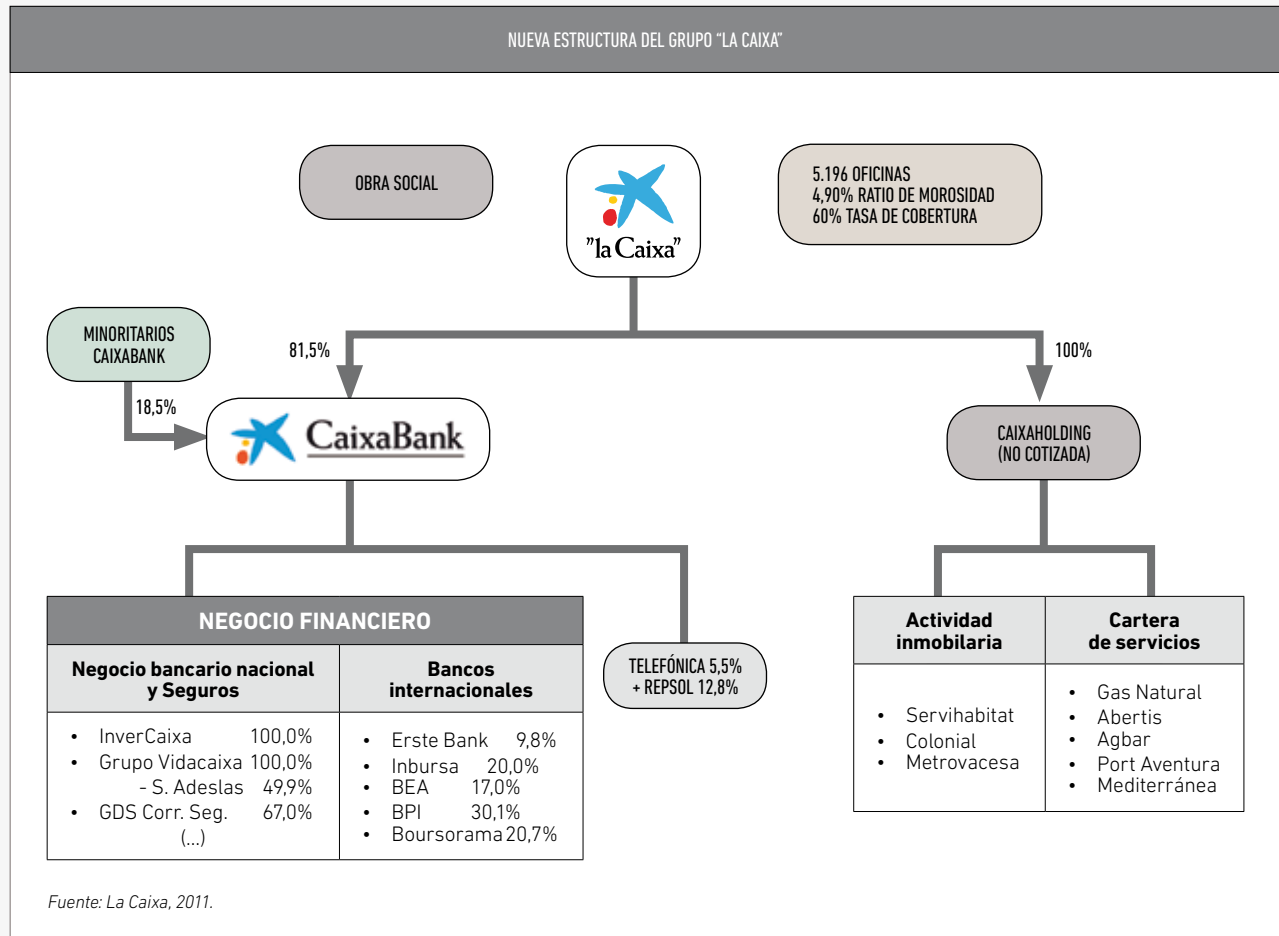 NUEVA ESTRUCTURA DEL GRUPO “LA CAIXA”
OBRA SOCIAL
"la Caixa"
5.196 OFICINAS
4,90% RATIO DE MOROSIDAD
60% TASA DE COBERTURA
MINORITARIOS
CAIXABANK
81,5%
100%
18,5%
CaixaBank
CAIXAHOLDING
(NO COTIZADA)
NEGOCIO FINANCIERO
Negocio bancario nacional
y Seguros
• InverCaixa 100,0%
• Grupo Vidacaixa 100,0%
- S. Adeslas 49,9%
• GDS Corr. Seg. 67,0%
(...)
Bancos
internacionales
• Erste Bank 9,8%
• Inbursa 20,0%
• BEA 17,0%
• BPI 30,1%
• Boursorama 20,7%
TELEFÓNICA 5,5%
+ REPSOL 12,8%
Actividad
inmobilaria
• Servihabitat
• Colonial
• Metrovacesa
Cartera
de servicios
• Gas Natural
• Abertis
• Agbar
• Port Aventura
• Mediterránea
Fuente: La Caixa, 2011.